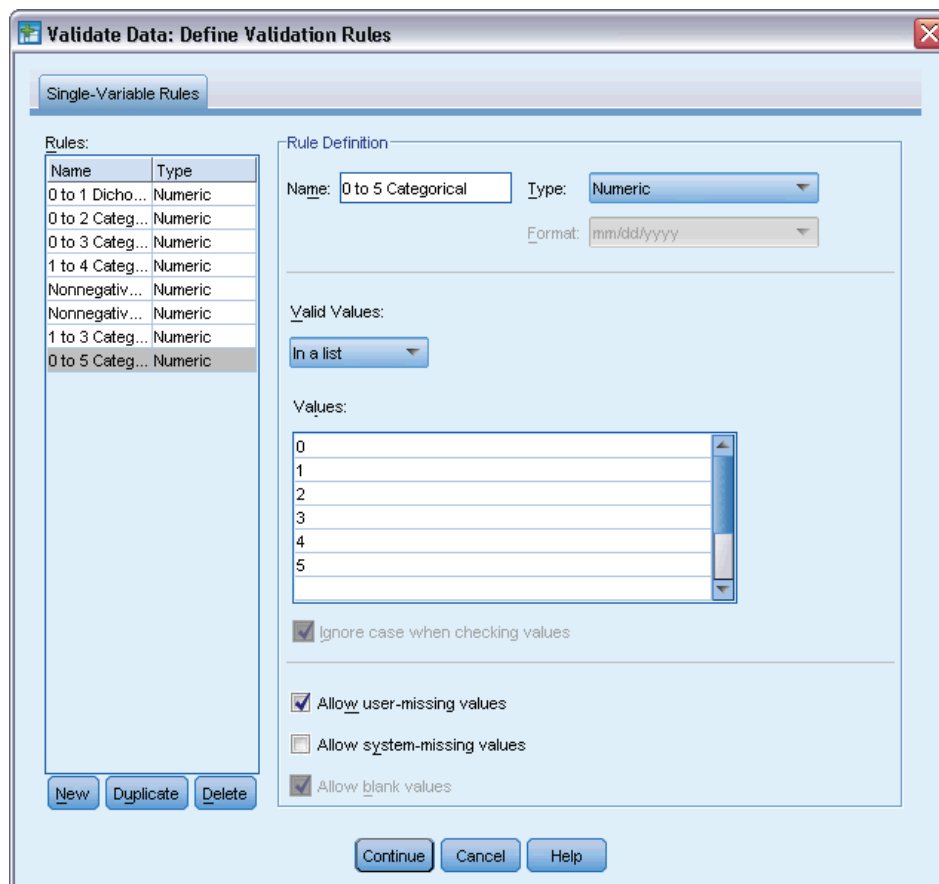 Validate Data: Define Validation Rules
Single-Variable Rules
Rules:
Name Type
0 to 1 Dicho... Numeric
0 to 2 Categ... Numeric
0 to 3 Categ... Numeric
1 to 4 Categ... Numeric
Nonnegativ... Numeric
Nonnegativ... Numeric
1 to 3 Categ... Numeric
0 to 5 Categ... Numeric
New Duplicate Delete
Rule Definition
Name: 0 to 5 Categorical Type: Numeric
Format: mm/dd/yyyy
Valid Values:
In a list
Values:
0
1
2
3
4
5
Ignore case when checking values
Allow user-missing values
Allow system-missing values
Allow blank values
Continue Cancel Help